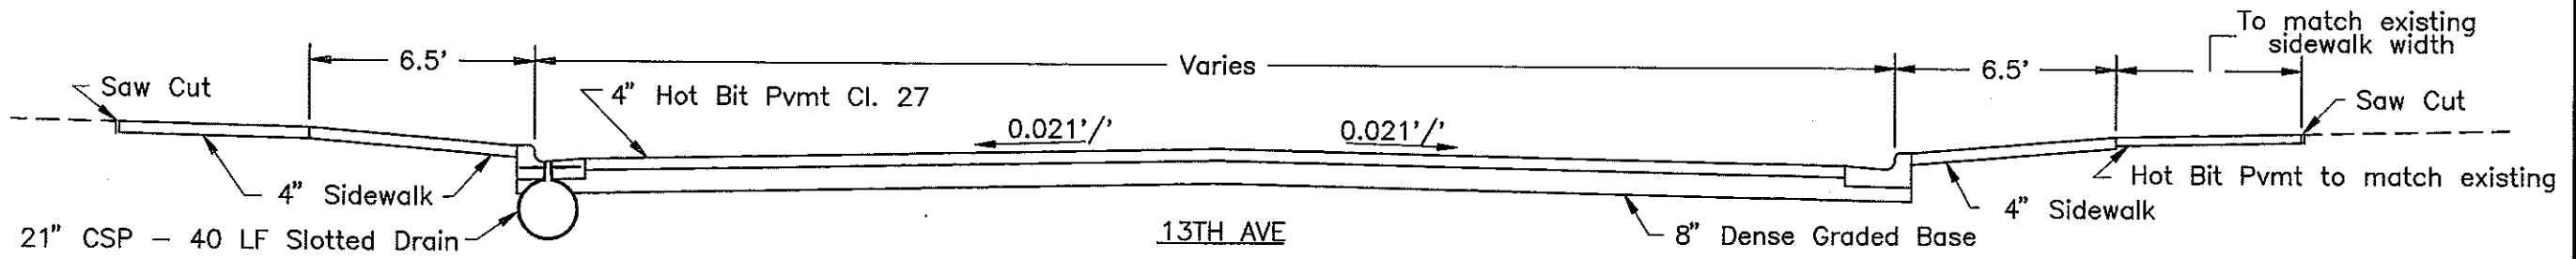 To match existing
sidewalk width
6.5'
Varies
6.5'
Saw Cut
4" Hot Bit Pvmt Cl. 27
Saw Cut
0.021'/'
0.021'/'
4" Sidewalk
Hot Bit Pvmt to match existing
4" Sidewalk
21" CSP - 40 LF Slotted Drain
13TH AVE
8" Dense Graded Base